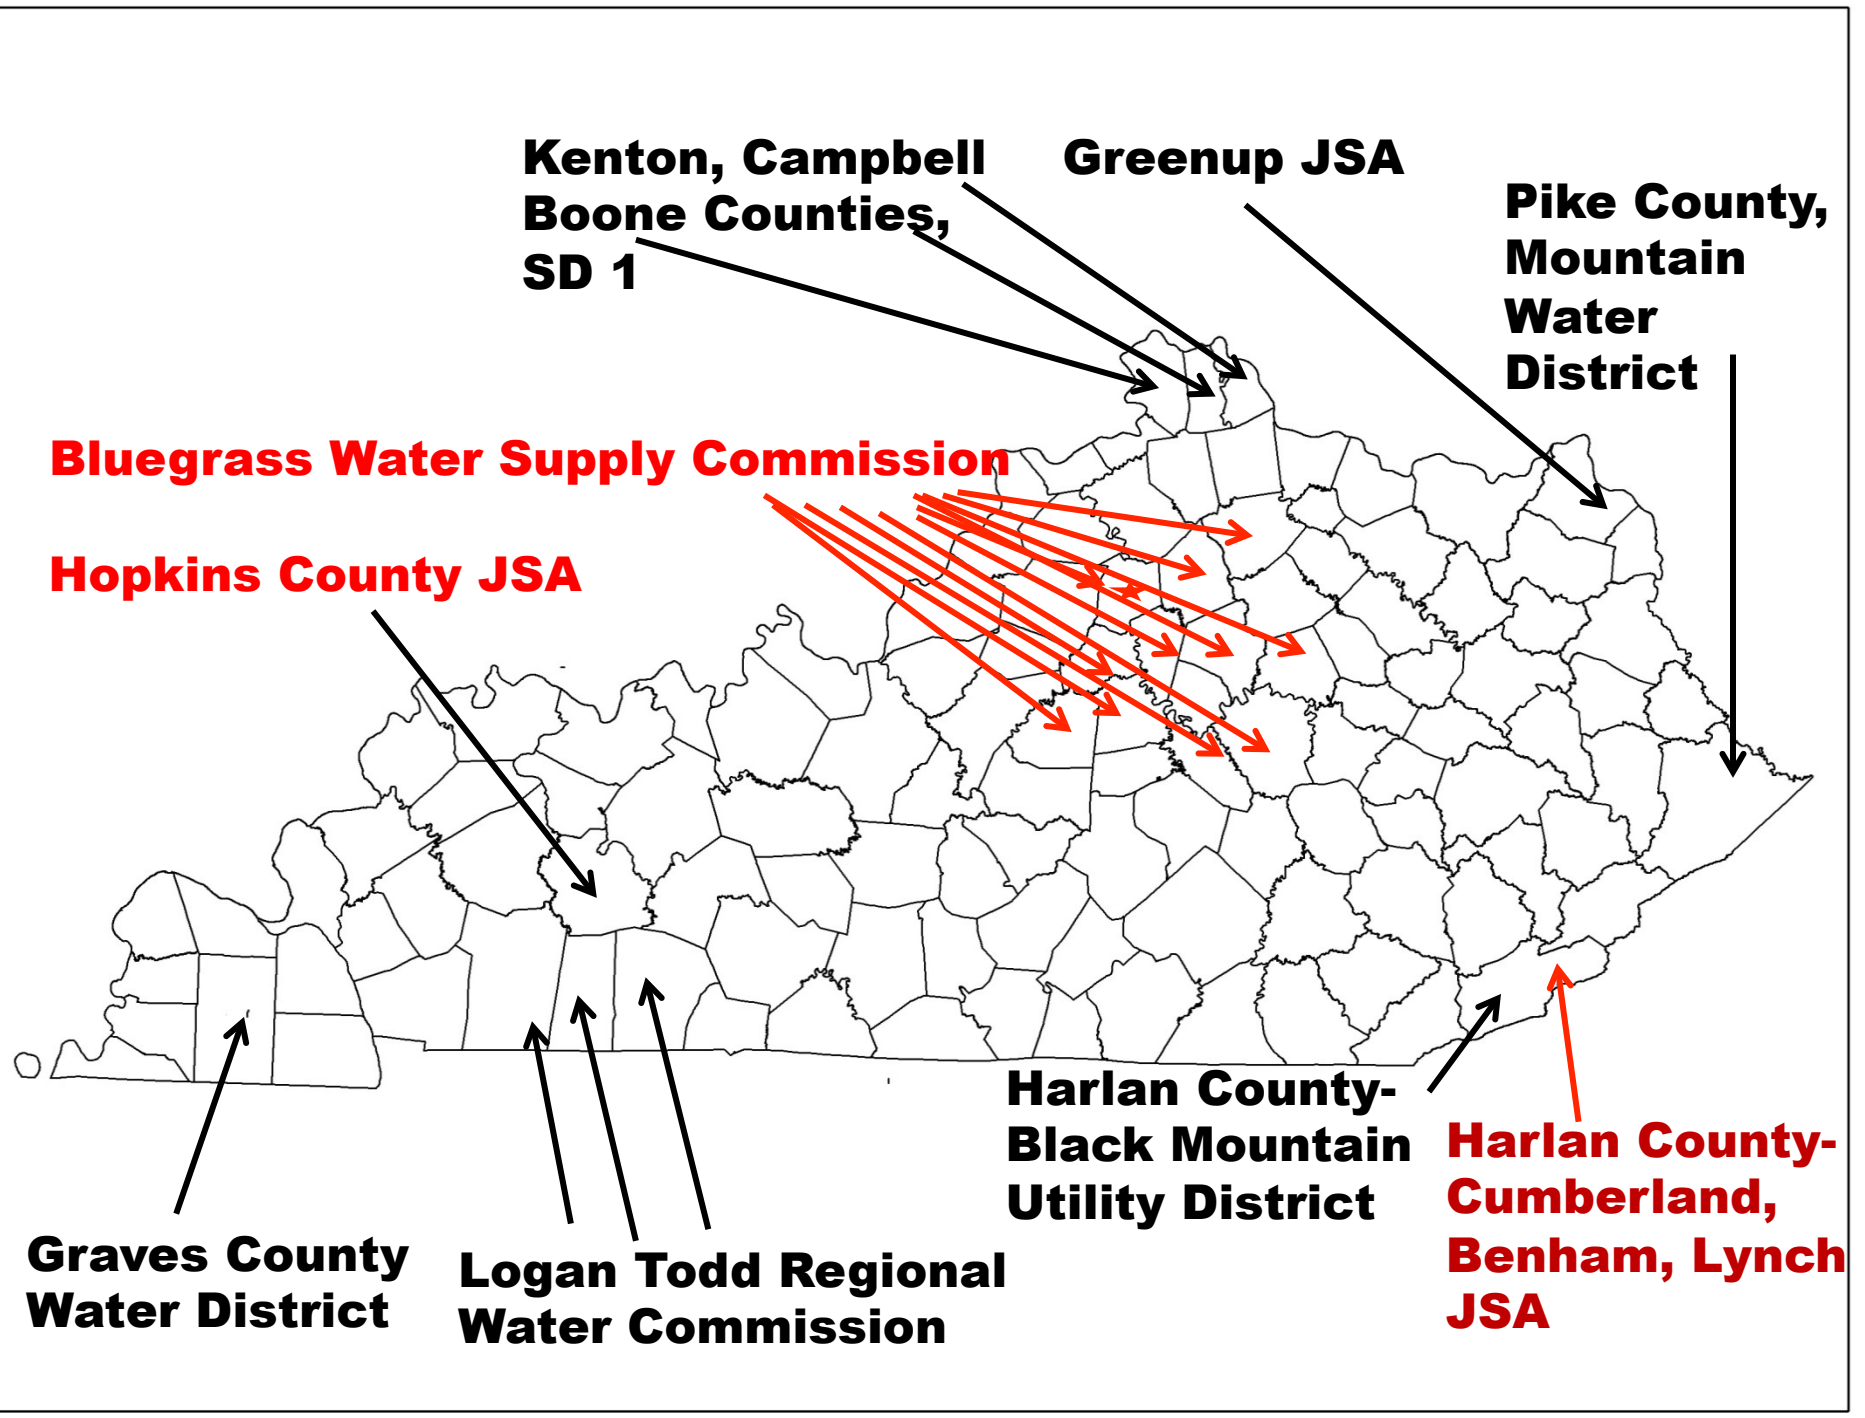 Kenton, Campbell
Boone Counties,
SD 1
Greenup JSA
Pike County,
Mountain
Water
District
Bluegrass Water Supply Commission
Hopkins County JSA
Harlan County-
Black Mountain
Utility District
Harlan County-
Cumberland,
Benham, Lynch
JSA
Graves County
Water District
Logan Todd Regional
Water Commission